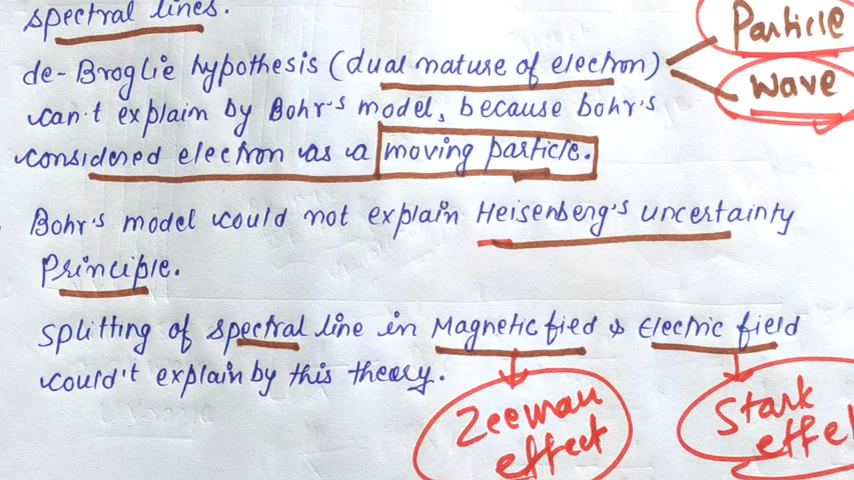 spectral lines.
de-Broglie hypothesis (dual nature of electron)
Particle
Wave
can't explain by Bohr's model, because bohr's
considered electron as a moving particle.
Bohr's model could not explain Heisenberg's uncertainty
Principle.
splitting of spectral line in Magnetic fied & Electric field
could't explain by this theory.
Zeeman
effect
Stark
effe